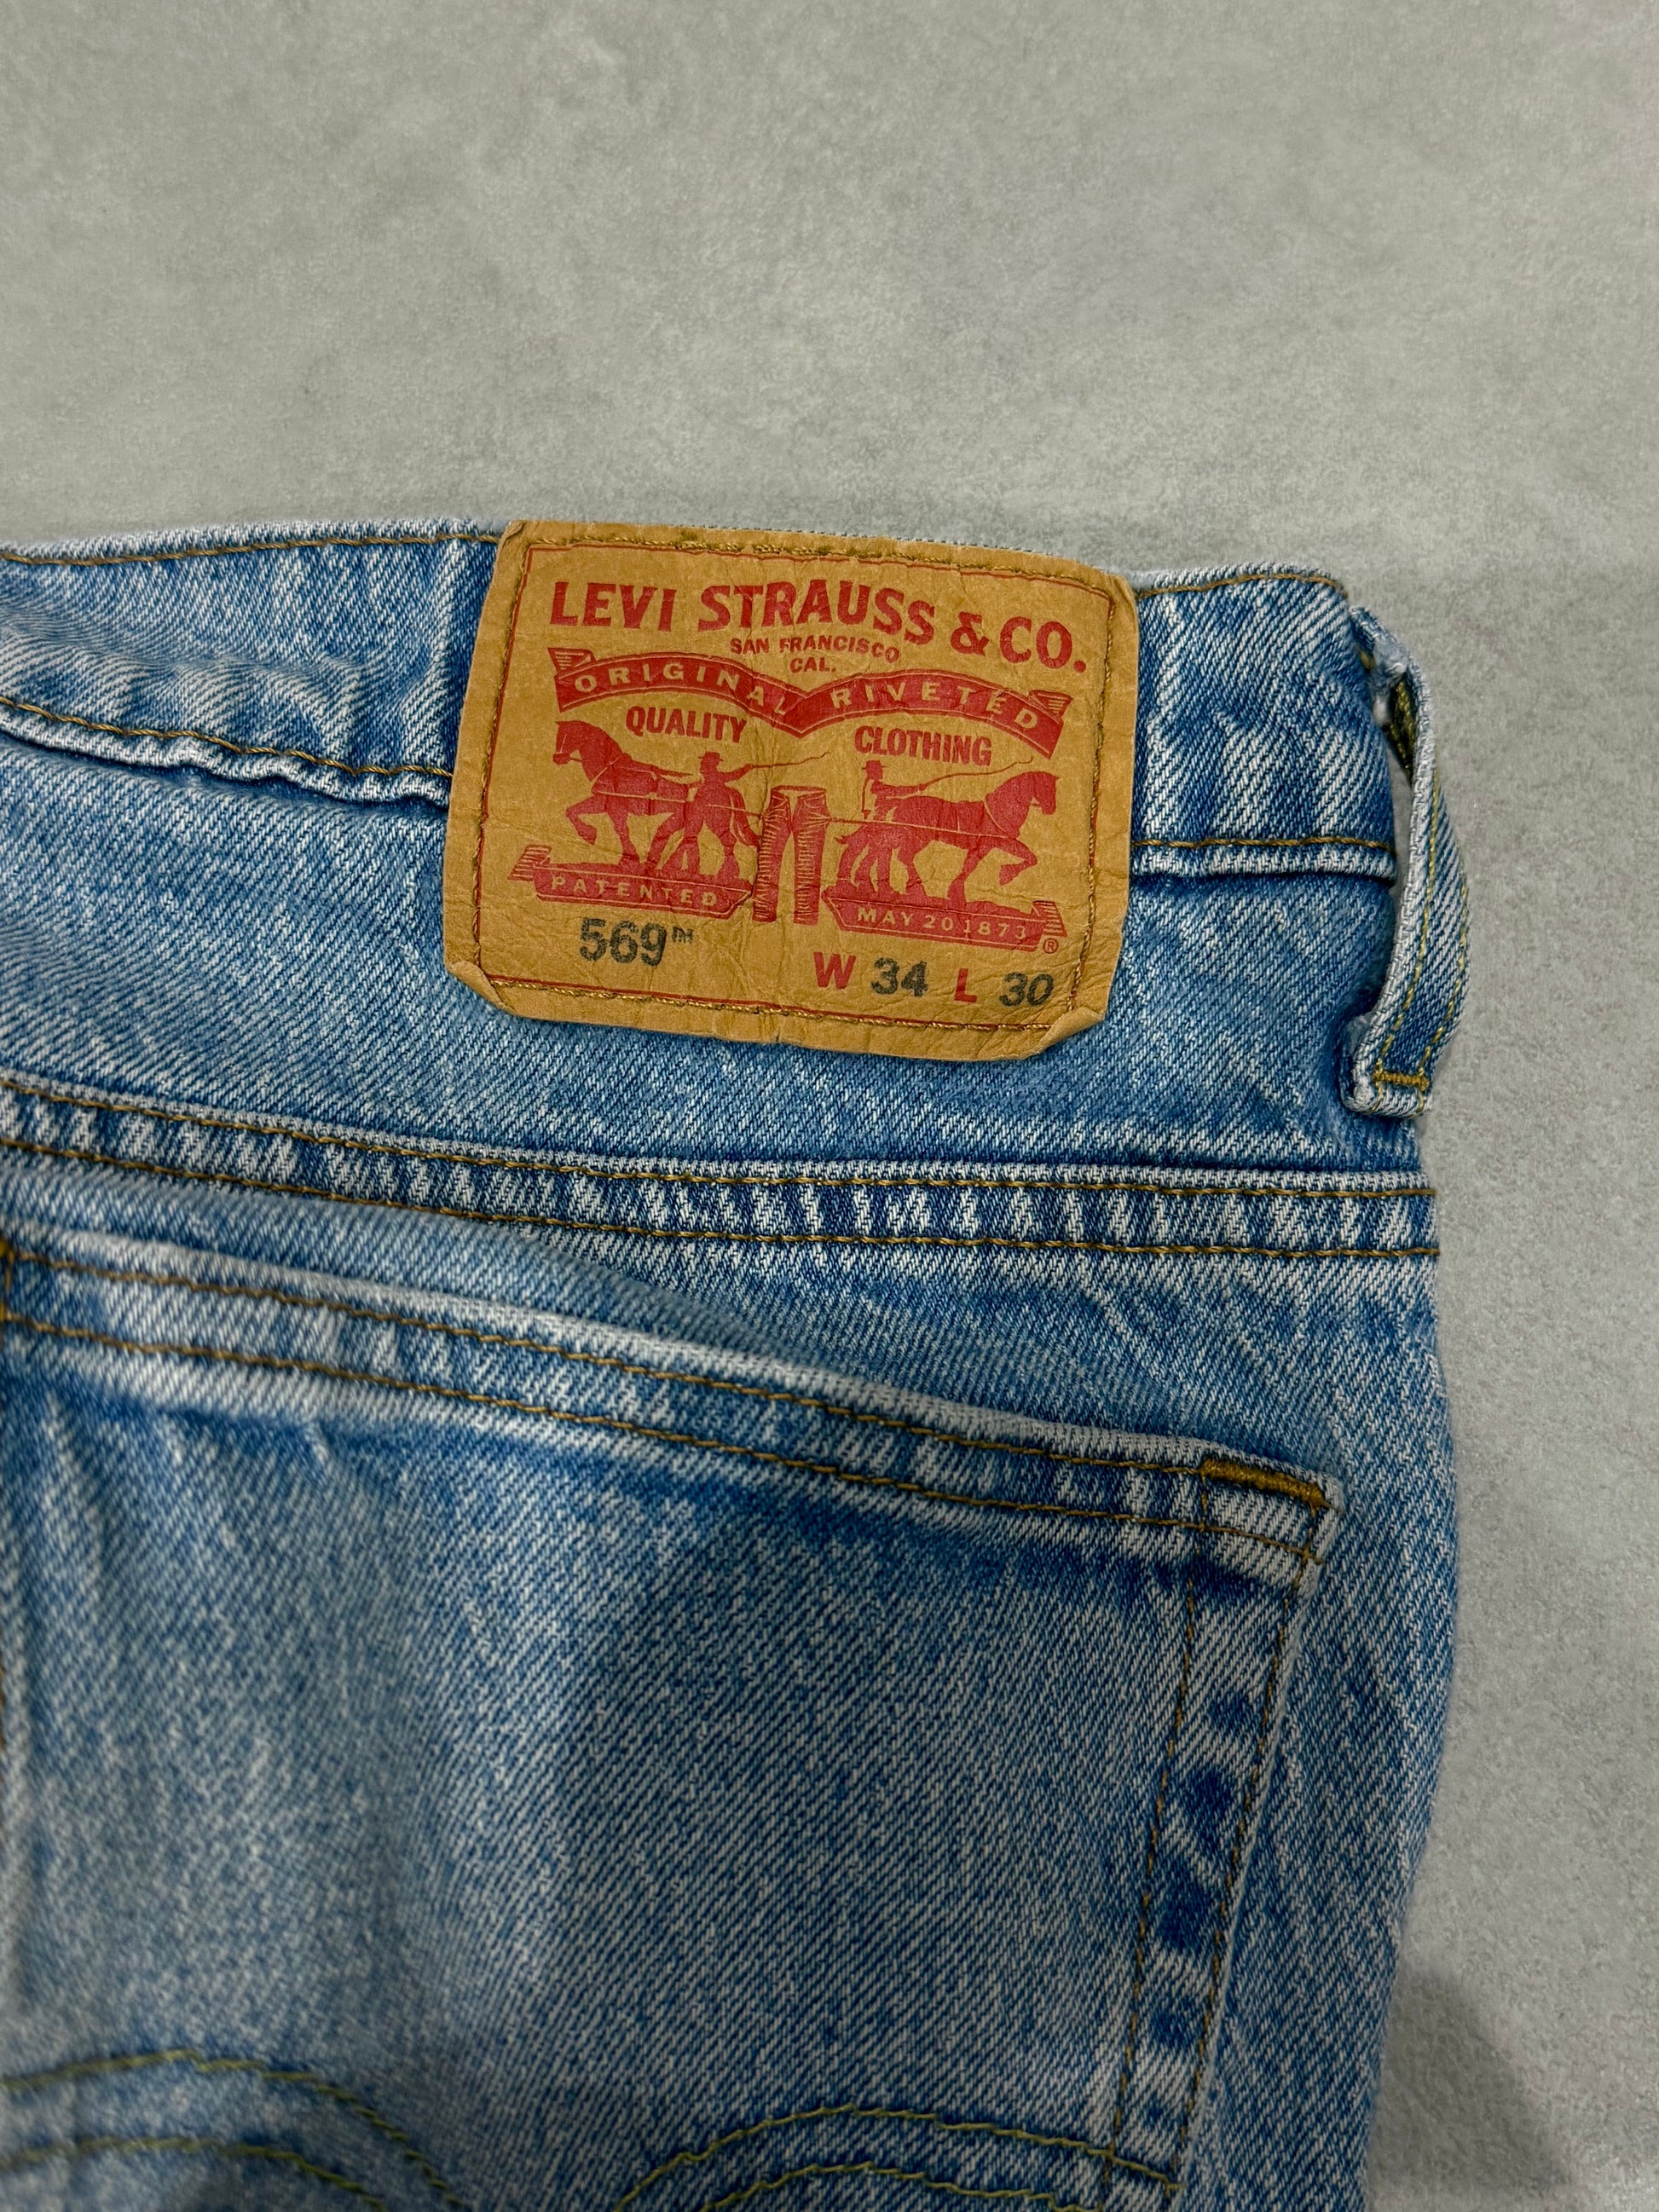 LEVI STRAUSS & CO.
SAN FRANCISCO
CAL.
ORIGINAL RIVETED
QUALITY CLOTHING
PATENTED MAY 20 1873 ®
569™ W 34 L 30